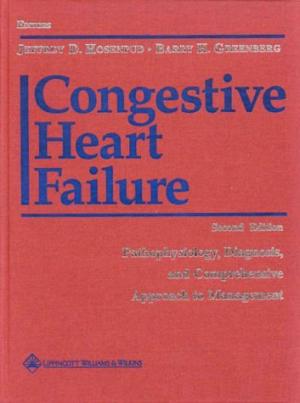 Editors
Jeffrey D. Hosenpud • Barry H. Greenberg
Congestive
Heart
Failure
Second Edition
Pathophysiology, Diagnosis,
and Comprehensive
Approach to Management
Lippincott Williams & Wilkins